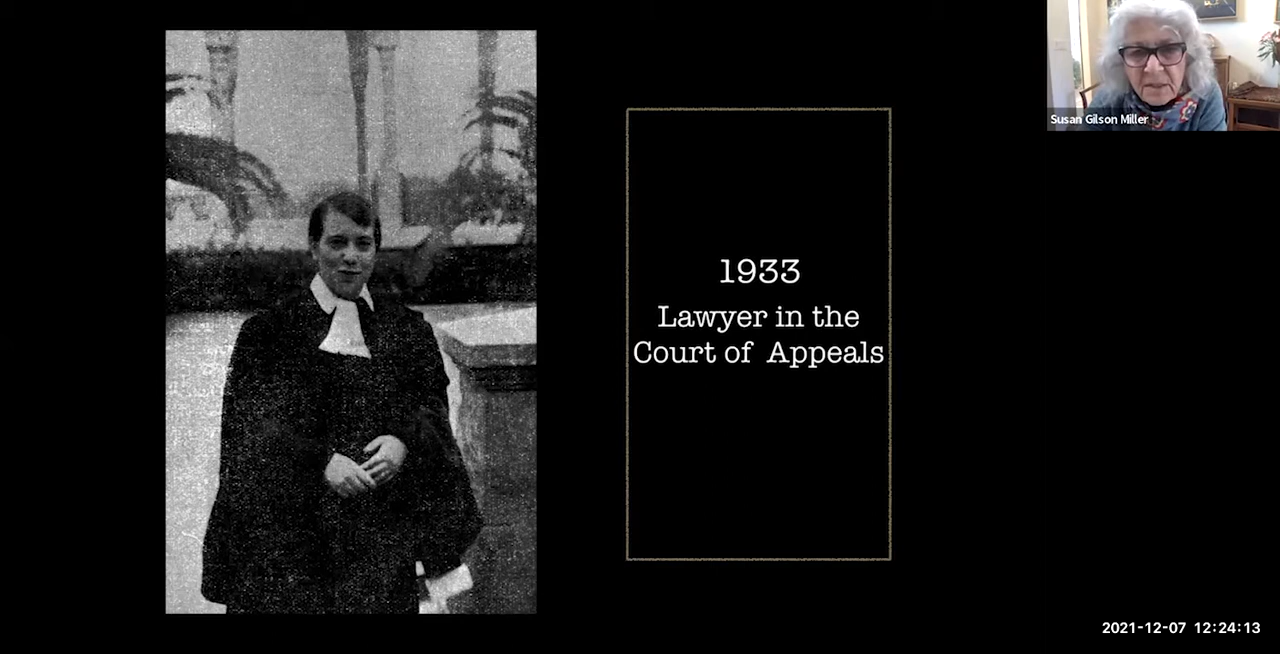 Susan Gilson Miller
1933
Lawyer in the
Court of Appeals
2021-12-07 12:24:13